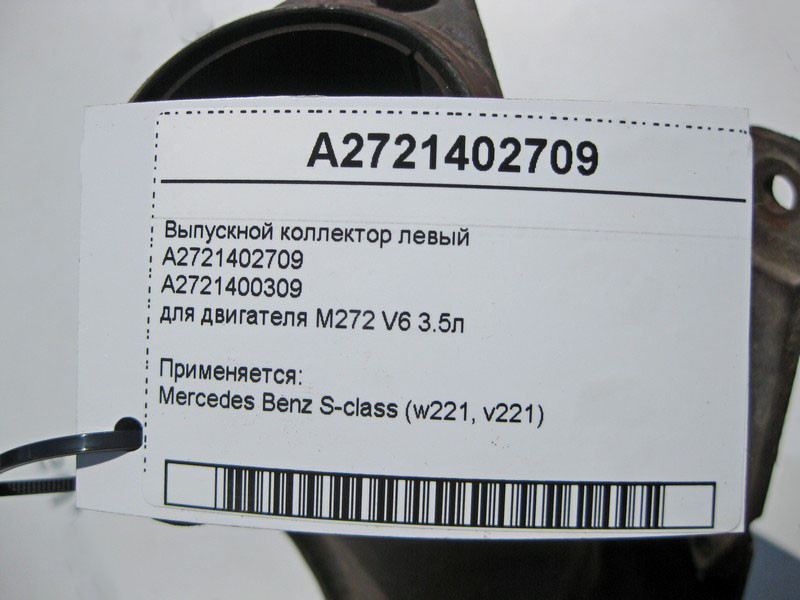 A2721402709
Выпускной коллектор левый
A2721402709
A2721400309
для двигателя M272 V6 3.5л
Применяется:
Mercedes Benz S-class (w221, v221)